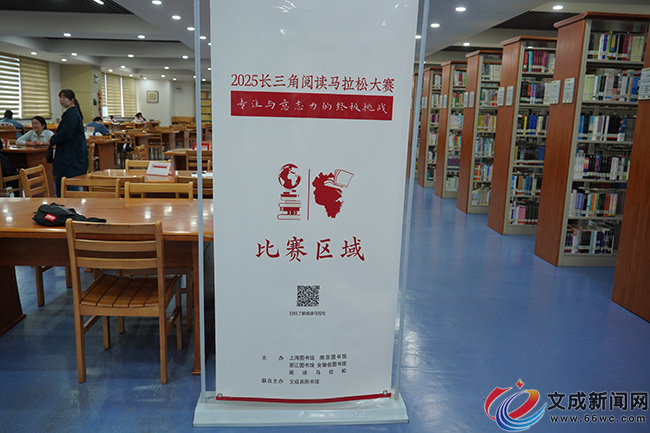 2025长三角阅读马拉松大赛
专注与意志力的终极挑战
比赛区域
扫码了解阅读马拉松
主 办 上海图书馆 南京图书馆
浙江图书馆 安徽省图书馆
阅 读 马 拉 松
联合主办 文成县图书馆
文成新闻网
www.66wc.com